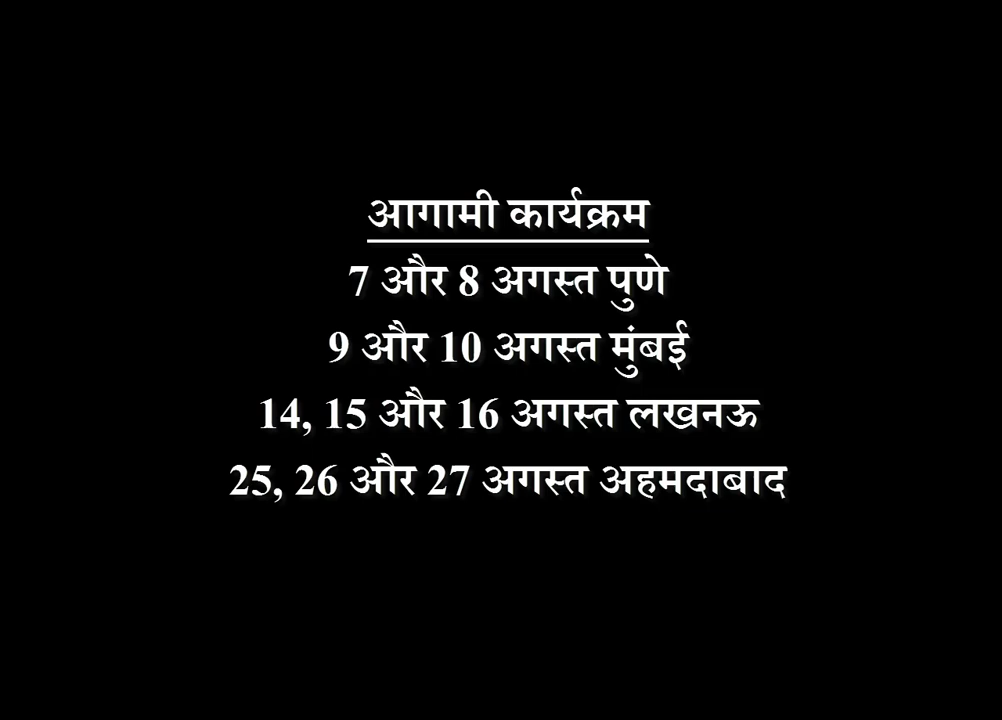 आगामी कार्यक्रम
7 और 8 अगस्त पुणे
9 और 10 अगस्त मुंबई
14, 15 और 16 अगस्त लखनऊ
25, 26 और 27 अगस्त अहमदाबाद